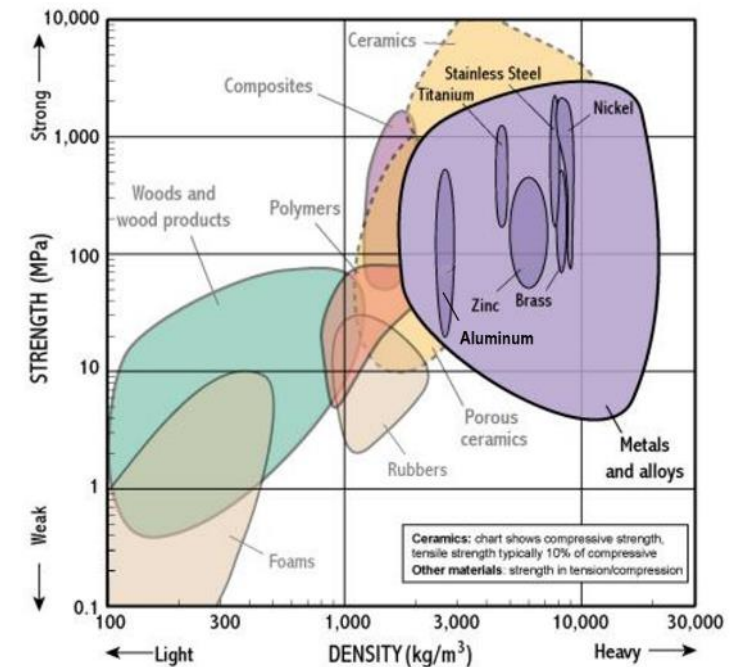 10,000
1,000
100
10
1
0.1
Strong
STRENGTH (MPa)
Weak
Ceramics
Stainless Steel
Composites
Titanium
Nickel
Woods and
wood products
Polymers
Zinc
Brass
Aluminum
Porous
ceramics
Rubbers
Metals
and alloys
Foams
Ceramics: chart shows compressive strength,
tensile strength typically 10% of compressive
Other materials: strength in tension/compression
100 300 1,000 3,000 10,000 30,000
Light DENSITY (kg/m³) Heavy